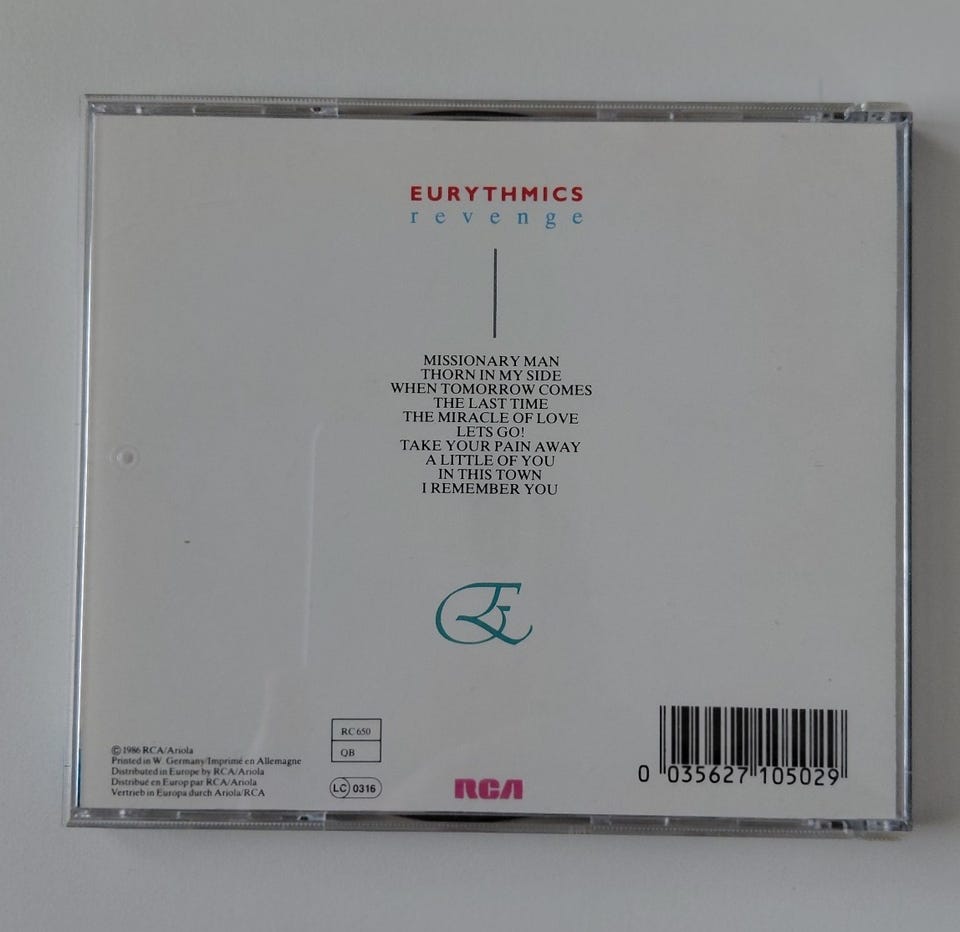 EURYTHMICS
revenge
MISSIONARY MAN
THORN IN MY SIDE
WHEN TOMORROW COMES
THE LAST TIME
THE MIRACLE OF LOVE
LETS GO!
TAKE YOUR PAIN AWAY
A LITTLE OF YOU
IN THIS TOWN
I REMEMBER YOU
©1986 RCA/Ariola
Printed in W. Germany/Imprimé en Allemagne
Distributed in Europe by RCA/Ariola
Distribué en Europ par RCA/Ariola
Vertrieb in Europa durch Ariola/RCA
RC 650
QB
LC 0316
RCA
0 035627 105029